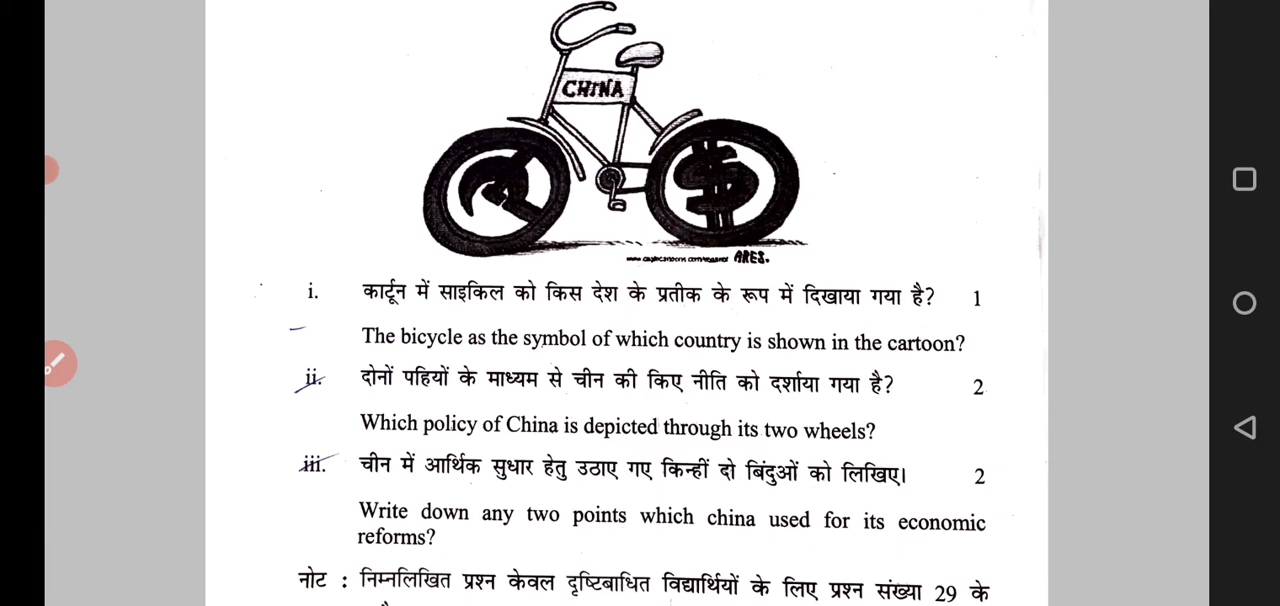 CHINA
ARES.
i. कार्टून में साइकिल को किस देश के प्रतीक के रूप में दिखाया गया है? 1
The bicycle as the symbol of which country is shown in the cartoon?
ii. दोनों पहियों के माध्यम से चीन की किए नीति को दर्शाया गया है? 2
Which policy of China is depicted through its two wheels?
iii. चीन में आर्थिक सुधार हेतु उठाए गए किन्हीं दो बिंदुओं को लिखिए। 2
Write down any two points which china used for its economic
reforms?
नोट : निम्नलिखित प्रश्न केवल दृष्टिबाधित विद्यार्थियों के लिए प्रश्न संख्या 29 के